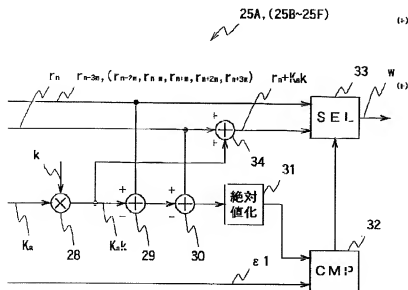 25A, (25B~25F)
rₙ rₙ₋₃ₘ, (rₙ₋₂ₘ, rₙ₋ₘ, rₙ₊ₘ, rₙ₊₂ₘ, rₙ₊₃ₘ) rₙ+Kₐk 33 W
SEL
+
+
34
k 31
絶対
値化
+ +
− −
32
Kₐ 28 Kₐk 29 30
ε1 CMP